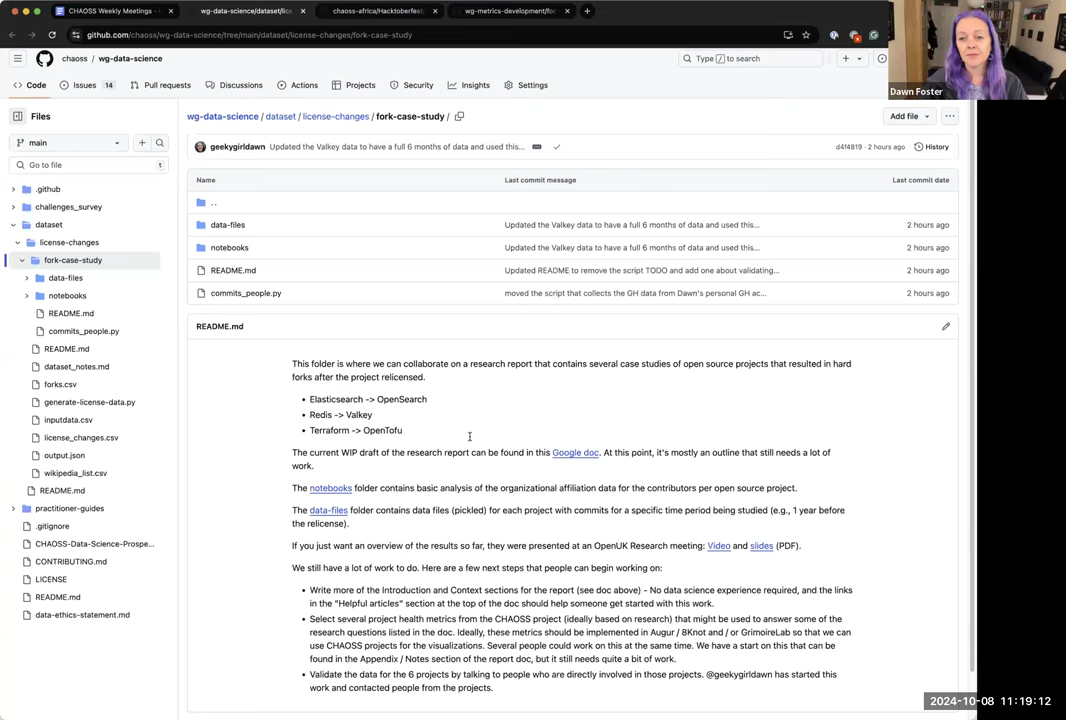 CHAOSS Weekly Meetings -
wg-data-science/dataset/lice
chaoss-africa/Hacktoberfest/
wg-metrics-development/fo
github.com/chaoss/wg-data-science/tree/main/dataset/license-changes/fork-case-study
chaoss / wg-data-science
Type / to search
Code
Issues 14
Pull requests
Discussions
Actions
Projects
Security
Insights
Settings
Dawn Foster
Files
main
Go to file
t
.github
challenges_survey
dataset
license-changes
fork-case-study
data-files
notebooks
README.md
commits_people.py
README.md
dataset_notes.md
forks.csv
generate-license-data.py
inputdata.csv
license_changes.csv
output.json
wikipedia_list.csv
README.md
practitioner-guides
.gitignore
CHAOSS-Data-Science-Prospe...
CONTRIBUTING.md
LICENSE
README.md
data-ethics-statement.md
wg-data-science / dataset / license-changes / fork-case-study /
Add file
geekygirldawn Updated the Valkey data to have a full 6 months of data and used this...
d4f4819 · 2 hours ago
History
Name Last commit message Last commit date
..
data-files Updated the Valkey data to have a full 6 months of data and used this... 2 hours ago
notebooks Updated the Valkey data to have a full 6 months of data and used this... 2 hours ago
README.md Updated README to remove the script TODO and add one about validating... 2 hours ago
commits_people.py moved the script that collects the GH data from Dawn's personal GH ac... 2 hours ago
README.md
This folder is where we can collaborate on a research report that contains several case studies of open source projects that resulted in hard
forks after the project relicensed.
• Elasticsearch -> OpenSearch
• Redis -> Valkey
• Terraform -> OpenTofu
The current WIP draft of the research report can be found in this Google doc. At this point, it's mostly an outline that still needs a lot of
work.
The notebooks folder contains basic analysis of the organizational affiliation data for the contributors per open source project.
The data-files folder contains data files (pickled) for each project with commits for a specific time period being studied (e.g., 1 year before
the relicense).
If you just want an overview of the results so far, they were presented at an OpenUK Research meeting: Video and slides (PDF).
We still have a lot of work to do. Here are a few next steps that people can begin working on:
• Write more of the Introduction and Context sections for the report (see doc above) - No data science experience required, and the links
in the "Helpful articles" section at the top of the doc should help someone get started with this work.
• Select several project health metrics from the CHAOSS project (ideally based on research) that might be used to answer some of the
research questions listed in the doc. Ideally, these metrics should be implemented in Augur / 8Knot and / or GrimoireLab so that we can
use CHAOSS projects for the visualizations. Several people could work on this at the same time. We have a start on this that can be
found in the Appendix / Notes section of the report doc, but it still needs quite a bit of work.
• Validate the data for the 6 projects by talking to people who are directly involved in those projects. @geekygirldawn has started this
work and contacted people from the projects.
2024-10-08 11:19:12